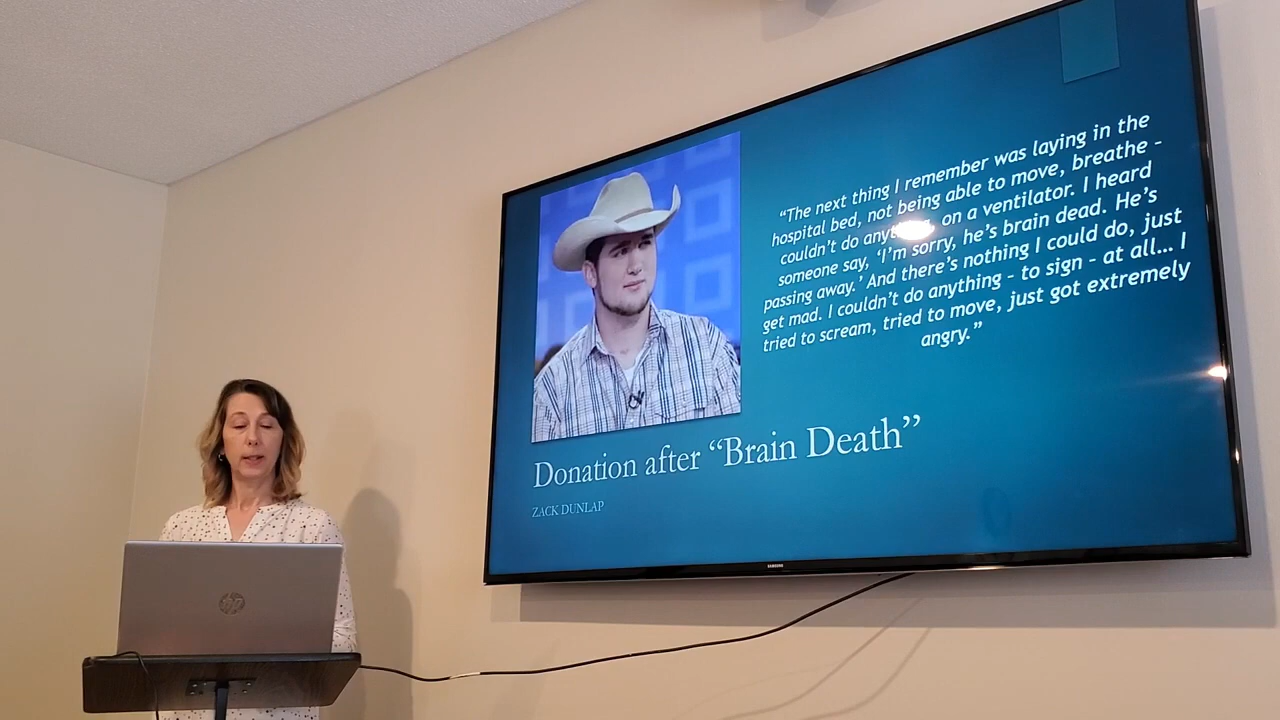 “The next thing I remember was laying in the
hospital bed, not being able to move, breathe -
couldn’t do on a ventilator. I heard
someone say, ‘I’m sorry, he’s brain dead. He’s
passing away.’ And there’s nothing I could do, just
get mad. I couldn’t do anything - to sign - at all… I
tried to scream, tried to move, just got extremely
angry.”
Donation after “Brain Death”
ZACK DUNLAP
SAMSUNG
hp